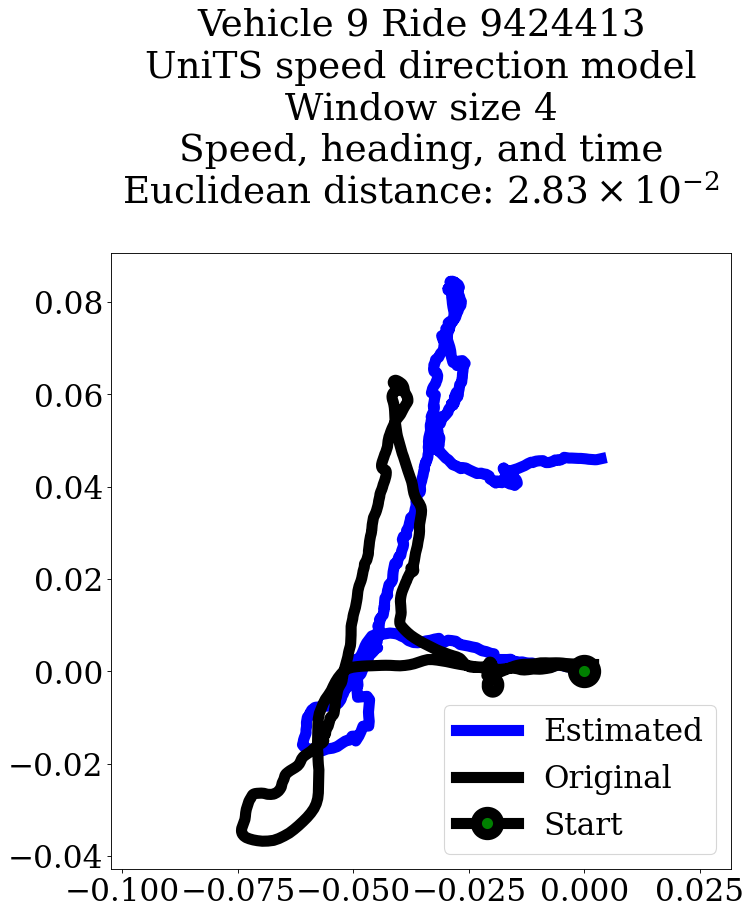 Vehicle 9 Ride 9424413
UniTS speed direction model
Window size 4
Speed, heading, and time
Euclidean distance: 2.83 × 10⁻²
0.08
0.06
0.04
0.02
0.00
−0.02
−0.04
Estimated
Original
Start
−0.100 −0.075 −0.050 −0.025 0.000 0.025